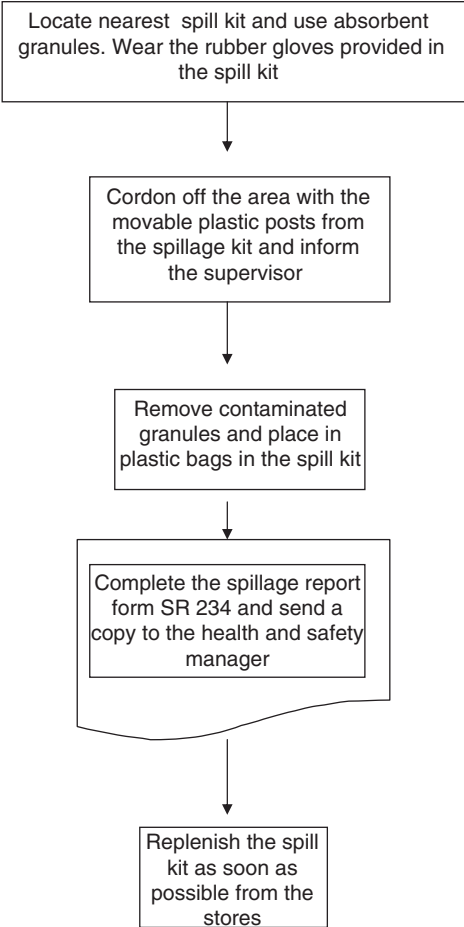 Locate nearest spill kit and use absorbent
granules. Wear the rubber gloves provided in
the spill kit
Cordon off the area with the
movable plastic posts from
the spillage kit and inform
the supervisor
Remove contaminated
granules and place in
plastic bags in the spill kit
Complete the spillage report
form SR 234 and send a
copy to the health and safety
manager
Replenish the spill
kit as soon as
possible from the
stores